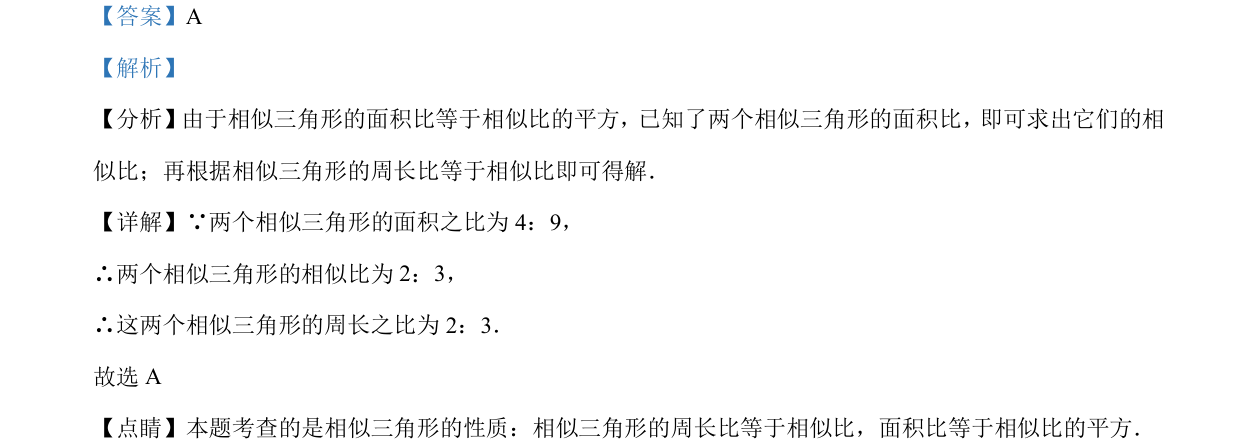 【答案】A
【解析】
【分析】由于相似三角形的面积比等于相似比的平方，已知了两个相似三角形的面积比，即可求出它们的相
似比；再根据相似三角形的周长比等于相似比即可得解．
【详解】∵两个相似三角形的面积之比为 4：9，
∴两个相似三角形的相似比为 2：3，
∴这两个相似三角形的周长之比为 2：3．
故选 A
【点睛】本题考查的是相似三角形的性质：相似三角形的周长比等于相似比，面积比等于相似比的平方．